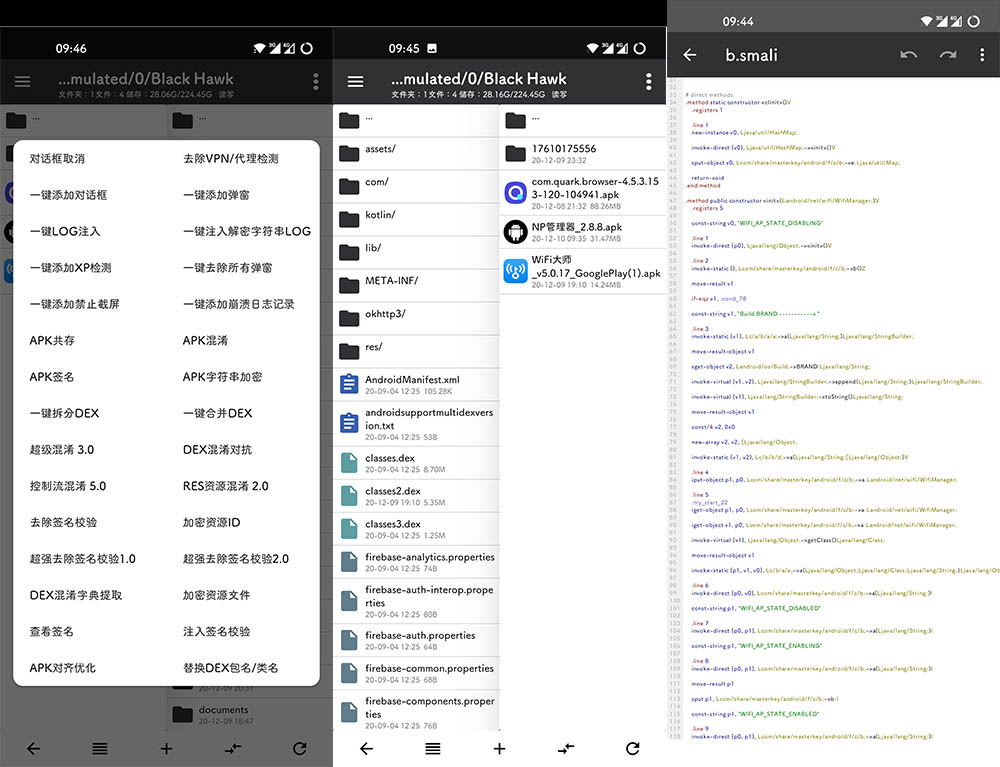 09:46
3G 4G
...mulated/0/Black Hawk
文件夹：1文件：4 储存：28.06G/224.45G 读写
...
...
对话框取消
去除VPN/代理检测
一键添加对话框
一键添加弹窗
一键LOG注入
一键注入解密字符串LOG
一键添加XP检测
一键去除所有弹窗
一键添加禁止截屏
一键添加崩溃日志记录
APK共存
APK混淆
APK签名
APK字符串加密
一键拆分DEX
一键合并DEX
超级混淆 3.0
DEX混淆对抗
控制流混淆 5.0
RES资源混淆 2.0
去除签名校验
加密资源ID
超强去除签名校验1.0
超强去除签名校验2.0
DEX混淆字典提取
加密资源文件
查看签名
注入签名校验
APK对齐优化
替换DEX包名/类名
documents
20-12-09 18:47
09:45
3G 4G
...mulated/0/Black Hawk
文件夹：1文件：4 储存：28.16G/224.45G 读写
...
assets/
com/
kotlin/
lib/
META-INF/
okhttp3/
res/
AndroidManifest.xml
20-09-04 12:25 105.28K
androidsupportmultidexvers
ion.txt
20-09-04 12:25 53B
classes.dex
20-09-04 12:25 8.70M
classes2.dex
20-12-09 19:10 5.35M
classes3.dex
20-09-04 12:25 1.25M
firebase-analytics.properties
20-09-04 12:25 74B
firebase-auth-interop.prope
rties
20-09-04 12:25 80B
firebase-auth.properties
20-09-04 12:25 64B
firebase-common.properties
20-09-04 12:25 68B
firebase-components.proper
ties
20-09-04 12:25 76B
...
17610175556
20-12-09 23:32
com.quark.browser-4.5.3.15
3-120-104941.apk
20-12-08 21:32 88.26MB
NP管理器_2.8.8.apk
20-12-10 09:35 31.47MB
WiFi大师
_v5.0.17_GooglePlay(1).apk
20-12-09 19:10 14.24MB
09:44
3G 4G
b.smali
# direct methods
.method static constructor <clinit>()V
.registers 1
.line 1
new-instance v0, Ljava/util/HashMap;
invoke-direct {v0}, Ljava/util/HashMap;-><init>()V
sput-object v0, Lcom/share/masterkey/android/f/c/b;->e:Ljava/util/Map;
return-void
.end method
.method public constructor <init>(Landroid/net/wifi/WifiManager;)V
.registers 5
const-string v0, "WIFI_AP_STATE_DISABLING"
.line 1
invoke-direct {p0}, Ljava/lang/Object;-><init>()V
.line 2
invoke-static {}, Lcom/share/masterkey/android/f/c/b;->b()Z
move-result v1
if-eqz v1, :cond_78
.line 3
invoke-static {v1}, Lc/a/b/a/a;->a(Ljava/lang/String;)Ljava/lang/StringBuilder;
move-result-object v1
sget-object v2, Landroid/os/Build;->BRAND:Ljava/lang/String;
invoke-virtual {v1, v2}, Ljava/lang/StringBuilder;->append(Ljava/lang/String;)Ljava/lang/StringBuilder;
invoke-virtual {v1}, Ljava/lang/StringBuilder;->toString()Ljava/lang/String;
move-result-object v1
const/4 v2, 0x0
new-array v2, v2, [Ljava/lang/Object;
invoke-static {v1, v2}, Lc/b/b/d;->a(Ljava/lang/String;[Ljava/lang/Object;)V
.line 4
iput-object p1, p0, Lcom/share/masterkey/android/f/c/b;->a:Landroid/net/wifi/WifiManager;
.line 5
:try_start_22
iget-object p1, p0, Lcom/share/masterkey/android/f/c/b;->a:Landroid/net/wifi/WifiManager;
iget-object v1, p0, Lcom/share/masterkey/android/f/c/b;->a:Landroid/net/wifi/WifiManager;
invoke-virtual {v1}, Ljava/lang/Object;->getClass()Ljava/lang/Class;
move-result-object v1
.line 6
invoke-direct {p0, v0}, Lcom/share/masterkey/android/f/c/b;->a(Ljava/lang/String;)I
const-string p1, "WIFI_AP_STATE_DISABLED"
.line 7
invoke-direct {p0, p1}, Lcom/share/masterkey/android/f/c/b;->a(Ljava/lang/String;)I
const-string p1, "WIFI_AP_STATE_ENABLING"
.line 8
invoke-direct {p0, p1}, Lcom/share/masterkey/android/f/c/b;->a(Ljava/lang/String;)I
move-result p1
sput p1, Lcom/share/masterkey/android/f/c/b;->b:I
const-string p1, "WIFI_AP_STATE_ENABLED"
.line 9
invoke-direct {p0, p1}, Lcom/share/masterkey/android/f/c/b;->a(Ljava/lang/String;)I